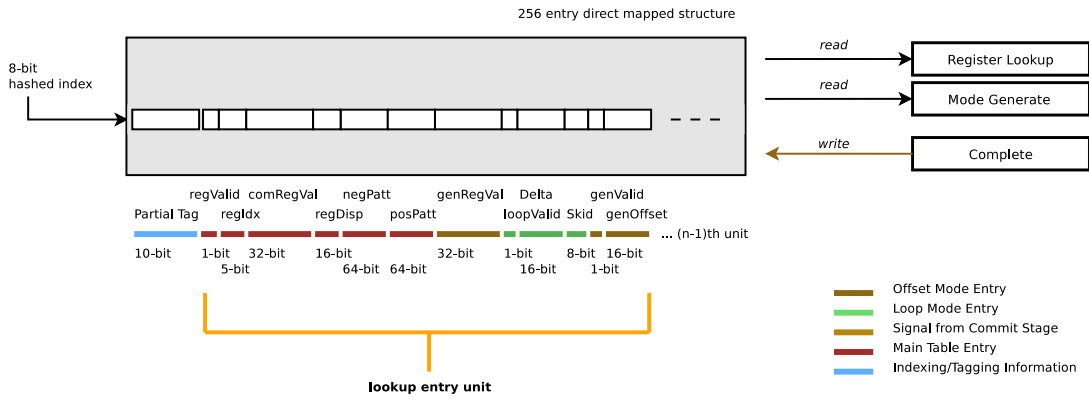 256 entry direct mapped structure
8-bit
hashed index
read
Register Lookup
read
Mode Generate
write
Complete
regValid comRegVal negPatt genRegVal Delta genValid
Partial Tag regIdx regDisp posPatt loopValid Skid genOffset
... (n-1)th unit
10-bit 1-bit 32-bit 16-bit 64-bit 32-bit 1-bit 8-bit 16-bit
5-bit 64-bit 16-bit 1-bit
lookup entry unit
Offset Mode Entry
Loop Mode Entry
Signal from Commit Stage
Main Table Entry
Indexing/Tagging Information